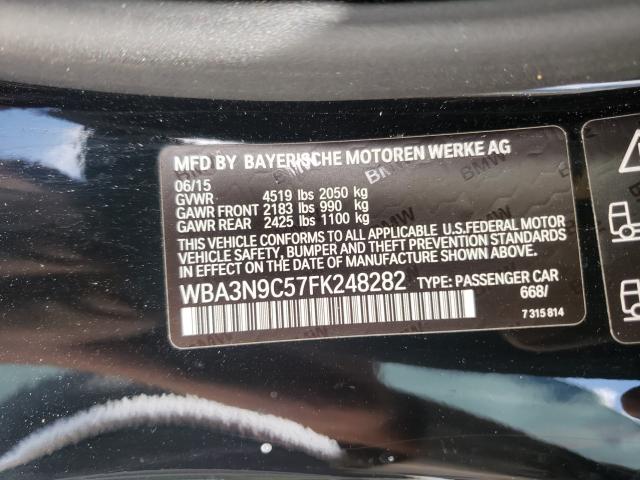 MFD BY BAYERISCHE MOTOREN WERKE AG
06/15
GVWR 4519 lbs 2050 kg
GAWR FRONT 2183 lbs 990 kg
GAWR REAR 2425 lbs 1100 kg
THIS VEHICLE CONFORMS TO ALL APPLICABLE U.S.FEDERAL MOTOR
VEHICLE SAFETY, BUMPER, AND THEFT PREVENTION STANDARDS
IN EFFECT ON THE DATE OF MANUFACTURE SHOWN ABOVE.
WBA3N9C57FK248282 TYPE: PASSENGER CAR
668/
7 315 814
BMW
BMW
BMW